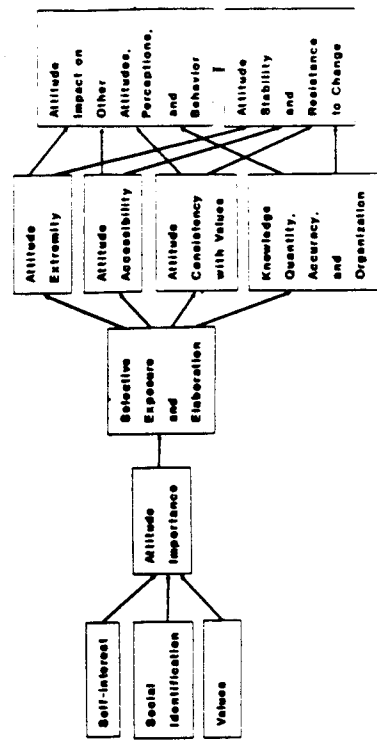 Self-interest
Social
Identification
Values
Attitude
Importance
Selective
Exposure
and
Elaboration
Attitude
Extremity
Attitude
Accessibility
Attitude
Consistency
with Values
Knowledge
Quantity,
Accuracy,
and
Organization
Attitude
Impact on
Other
Attitudes,
Perceptions,
and
Behavior
Attitude
Stability
and
Resistance
to Change